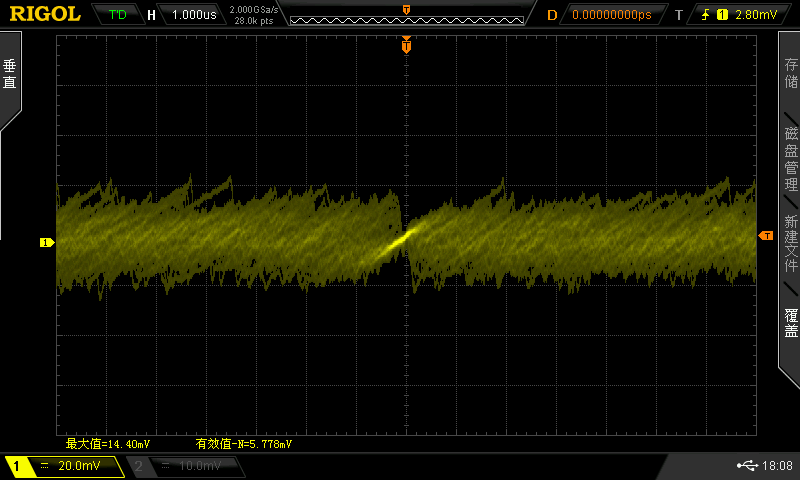 RIGOL T'D H 1.000us 2.000GSa/s 28.0k pts T D 0.00000000ps T 1 2.80mV
T
垂直
存储
磁盘管理
新建文件
覆盖
1
T
最大值=14.40mV 有效值-N=5.778mV
1 20.0mV 2 10.0mV 18:08